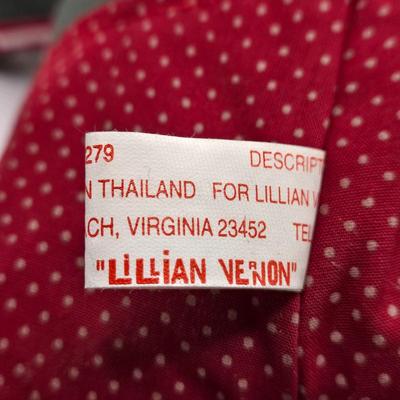 279 DESCRIPT
N THAILAND FOR LILLIAN V
CH, VIRGINIA 23452 TEL
"LILLIAN VERNON"